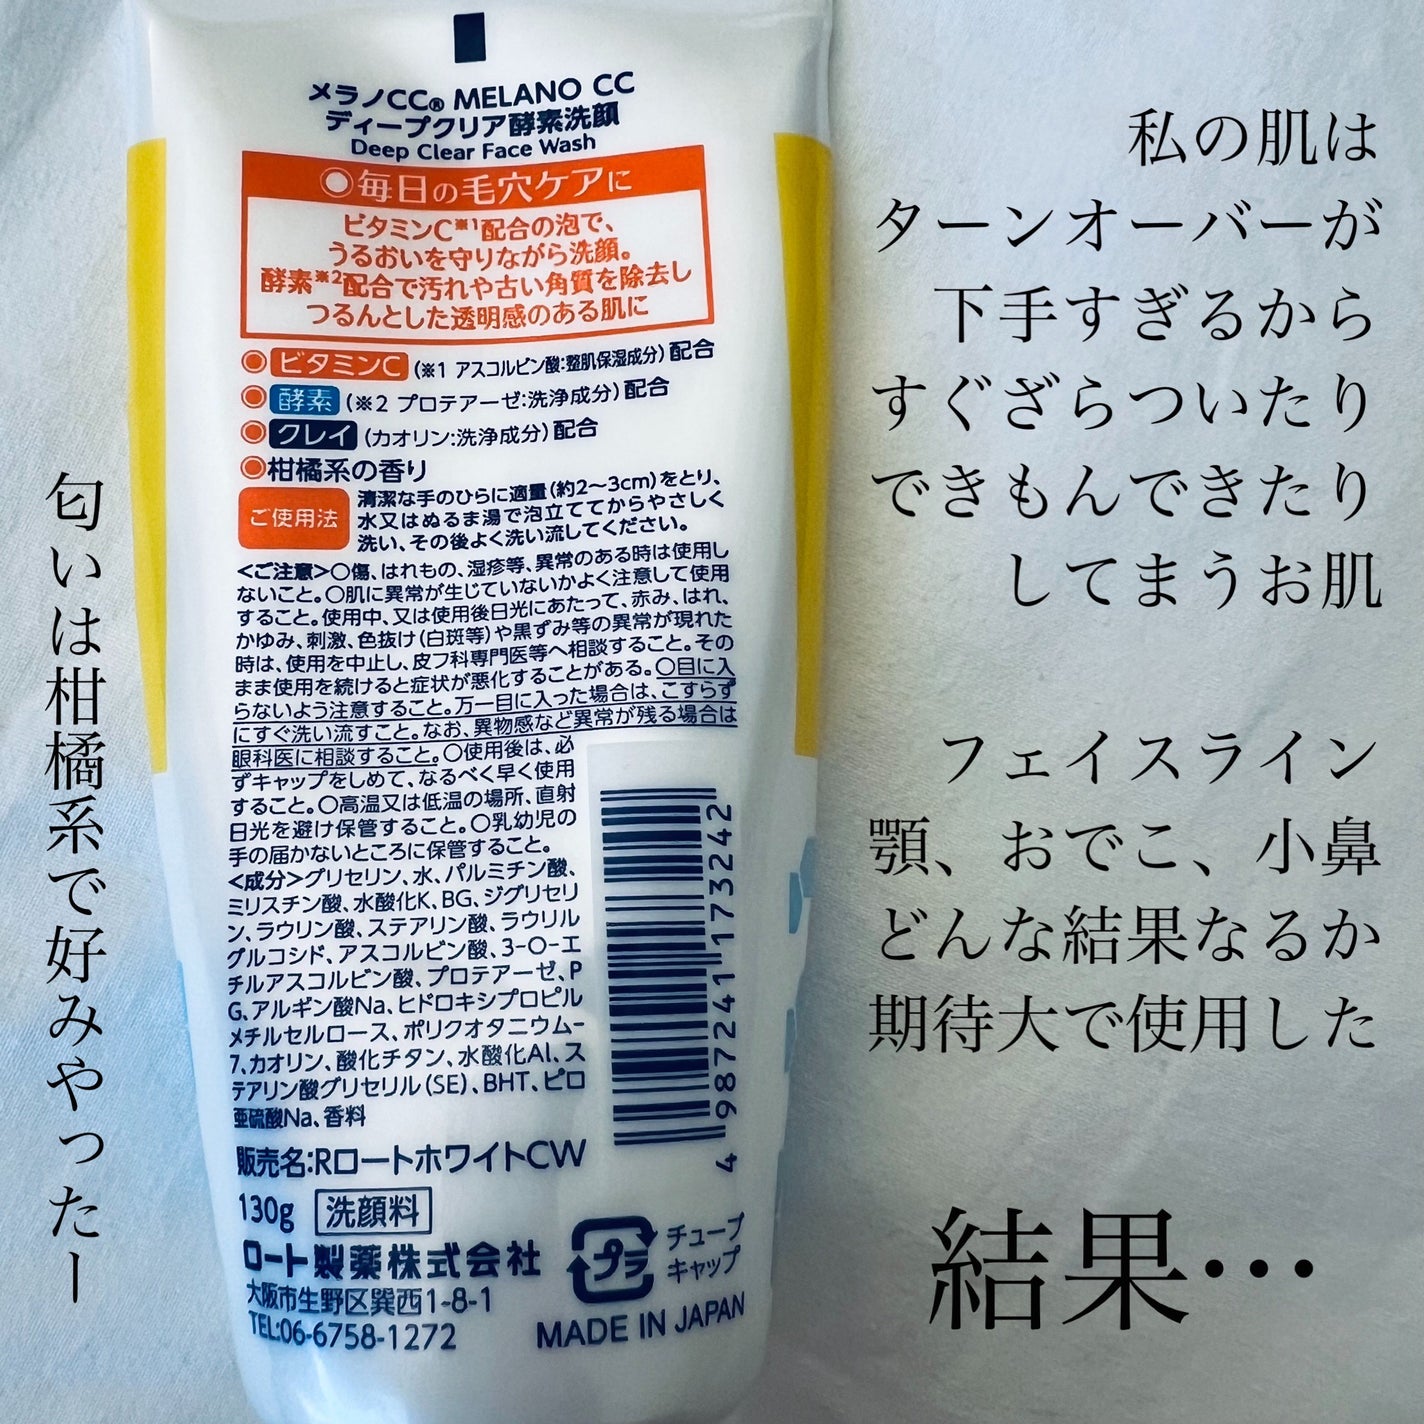 メラノCC® MELANO CC
ディープクリア酵素洗顔
Deep Clear Face Wash
◉毎日の毛穴ケアに
ビタミンC※1配合の泡で、
うるおいを守りながら洗顔。
酵素※2配合で汚れや古い角質を除去し
つるんとした透明感のある肌に
◉ビタミンC(※1 アスコルビン酸:整肌保湿成分)配合
◉酵素(※2 プロテアーゼ:洗浄成分)配合
◉クレイ(カオリン:洗浄成分)配合
◉柑橘系の香り
ご使用法
清潔な手のひらに適量(約2〜3cm)をとり、
水又はぬるま湯で泡立ててからやさしく
洗い、その後よく洗い流してください。
<ご注意>○傷、はれもの、湿疹等、異常のある時は使用し
ないこと。○肌に異常が生じていないかよく注意して使用
すること。使用中、又は使用後日光にあたって、赤み、はれ、
かゆみ、刺激、色抜け(白斑等)や黒ずみ等の異常が現れた
時は、使用を中止し、皮フ科専門医等へ相談すること。その
まま使用を続けると症状が悪化することがある。○目に入
らないよう注意すること。万一目に入った場合は、こすらず
にすぐ洗い流すこと。なお、異物感など異常が残る場合は
眼科医に相談すること。○使用後は、必
ずキャップをしめて、なるべく早く使用
すること。○高温又は低温の場所、直射
日光を避け保管すること。○乳幼児の
手の届かないところに保管すること。
<成分>グリセリン、水、パルミチン酸、
ミリスチン酸、水酸化K、BG、ジグリセリ
ン、ラウリン酸、ステアリン酸、ラウリル
グルコシド、アスコルビン酸、3-O-エ
チルアスコルビン酸、プロテアーゼ、P
G、アルギン酸Na、ヒドロキシプロピル
メチルセルロース、ポリクオタニウム-
7、カオリン、酸化チタン、水酸化Al、ス
テアリン酸グリセリル(SE)、BHT、ピロ
亜硫酸Na、香料
4987241173242
販売名:RロートホワイトCW
130g 洗顔料
ロート製薬株式会社
大阪市生野区巽西1-8-1
TEL:06-6758-1272
プラ
チューブ
キャップ
MADE IN JAPAN
私の肌は
ターンオーバーが
下手すぎるから
すぐざらついたり
できもんできたり
してまうお肌
フェイスライン
顎、おでこ、小鼻
どんな結果なるか
期待大で使用した
結果…
匂いは柑橘系で好みやったー